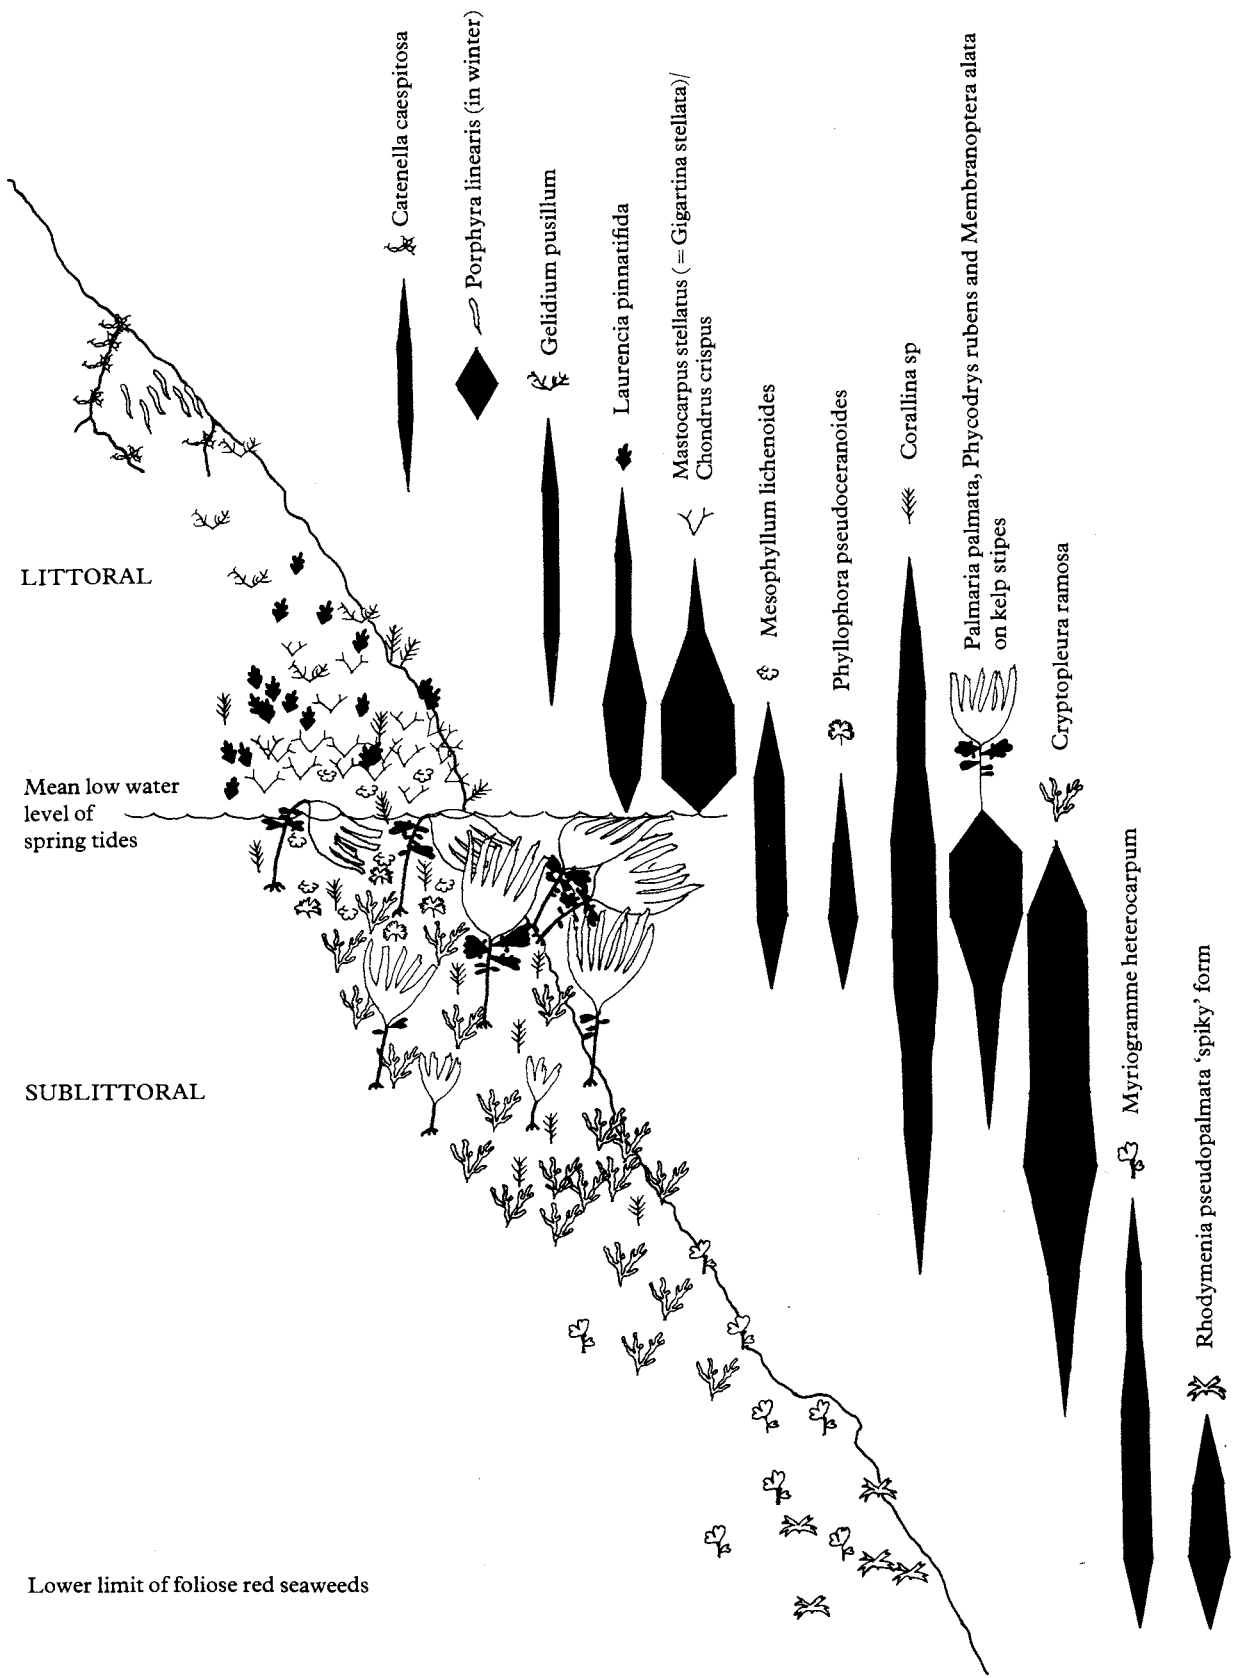 Catenella caespitosa
Porphyra linearis (in winter)
Gelidium pusillum
Laurencia pinnatifida
Mastocarpus stellatus (= Gigartina stellata)/
Chondrus crispus
Mesophyllum lichenoides
Phyllophora pseudoceranoides
Corallina sp
Palmaria palmata, Phycodrys rubens and Membranoptera alata
on kelp stipes
Cryptopleura ramosa
Myriogramme heterocarpum
Rhodymenia pseudopalmata ‘spiky’ form
LITTORAL
Mean low water
level of
spring tides
SUBLITTORAL
Lower limit of foliose red seaweeds